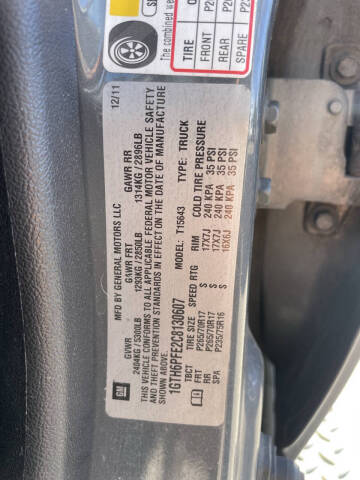 The combined we
TIRE
FRONT
REAR
SPARE
GM
MFD BY GENERAL MOTORS LLC
12/11
GVWR
GAWR FRT
GAWR RR
2404KG / 5300LB
1293KG / 2850LB
1314KG / 2896LB
THIS VEHICLE CONFORMS TO ALL APPLICABLE FEDERAL MOTOR VEHICLE SAFETY
AND THEFT STANDARDS IN EFFECT ON THE DATE OF MANUFACTURE
SHOWN ABOVE.
1GTH6PFE2C8130607
MODEL: T15643
TYPE: TRUCK
TBCT TIRE SIZE SPEED RTG RIM COLD TIRE PRESSURE
FRT P265/70R17 S 17X7J 240 KPA 35 PSI
RR P265/70R17 S 17X7J 240 KPA 35 PSI
SPA P235/75R16 S 16X6J 240 KPA 35 PSI